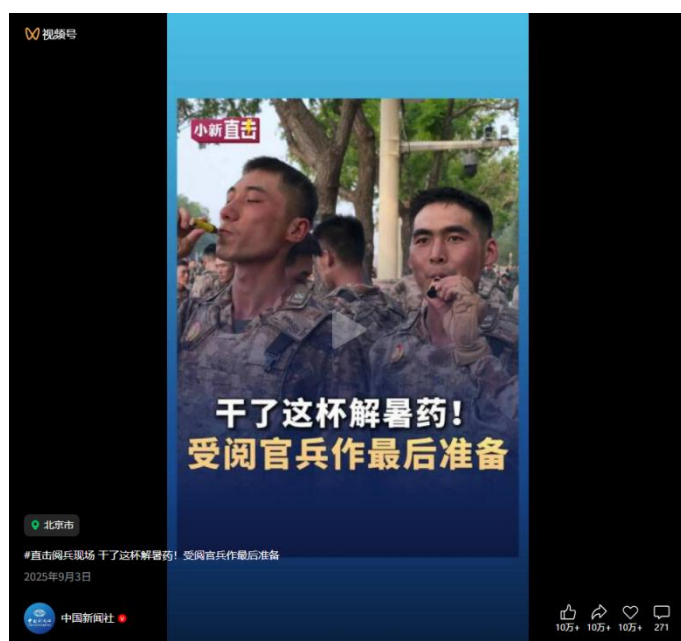 视频号
小新直击
干了这杯解暑药！
受阅官兵作最后准备
北京市
#直击阅兵现场 干了这杯解暑药！受阅官兵作最后准备
2025年9月3日
中国新闻社
10万+ 10万+ 10万+ 271